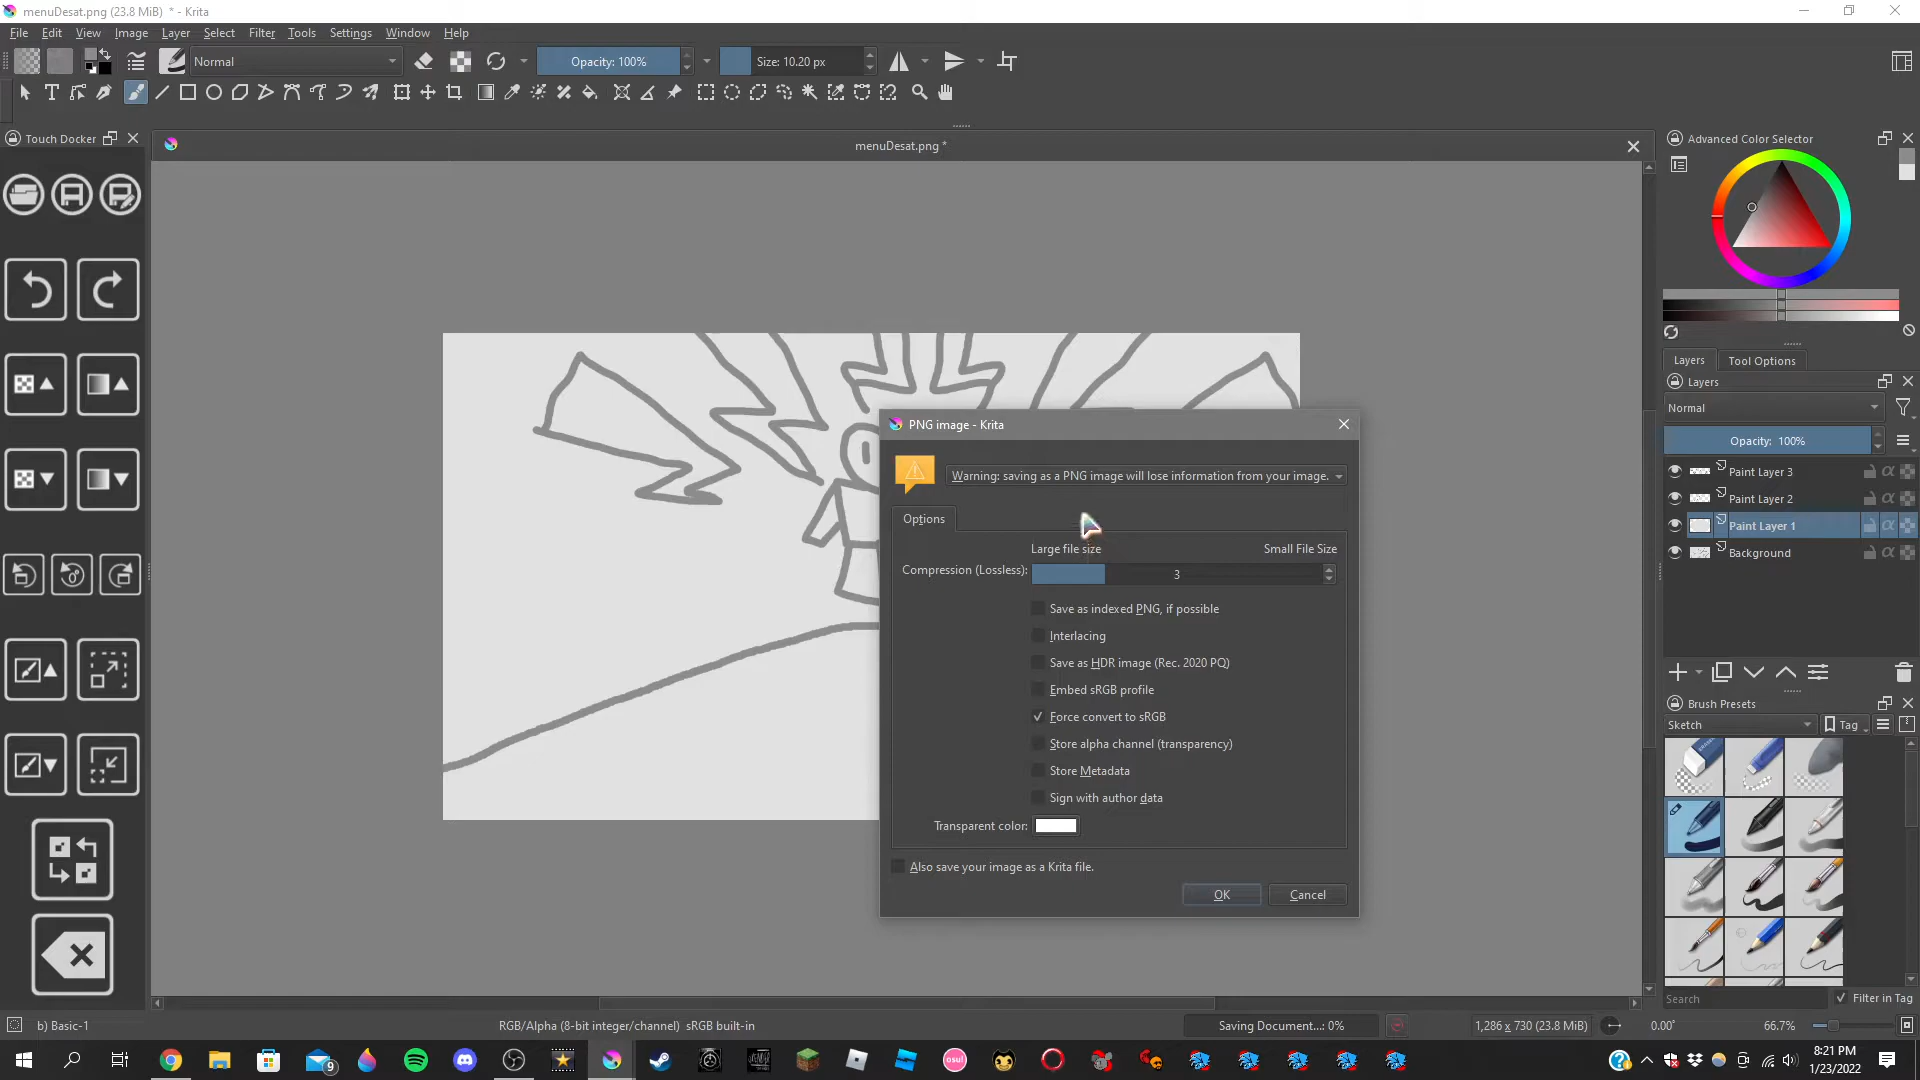 menuDesat.png (23.8 MiB) * - Krita
File Edit View Image Layer Select Filter Tools Settings Window Help
Normal
Opacity: 100%
Size: 10.20 px
Touch Docker
menuDesat.png *
Advanced Color Selector
Layers Tool Options
Layers
Normal
Opacity: 100%
Paint Layer 3
Paint Layer 2
Paint Layer 1
Background
PNG image - Krita
Warning: saving as a PNG image will lose information from your image.
Options
Large file size Small File Size
Compression (Lossless): 3
Save as indexed PNG, if possible
Interlacing
Save as HDR image (Rec. 2020 PQ)
Embed sRGB profile
Force convert to sRGB
Store alpha channel (transparency)
Store Metadata
Sign with author data
Transparent color:
Also save your image as a Krita file.
OK Cancel
Brush Presets
Sketch Tag
Search Filter in Tag
b) Basic-1
RGB/Alpha (8-bit integer/channel) sRGB built-in
Saving Document...: 0%
1,286 x 730 (23.8 MiB)
0.00°
66.7%
9
osu!
8:21 PM
1/23/2022